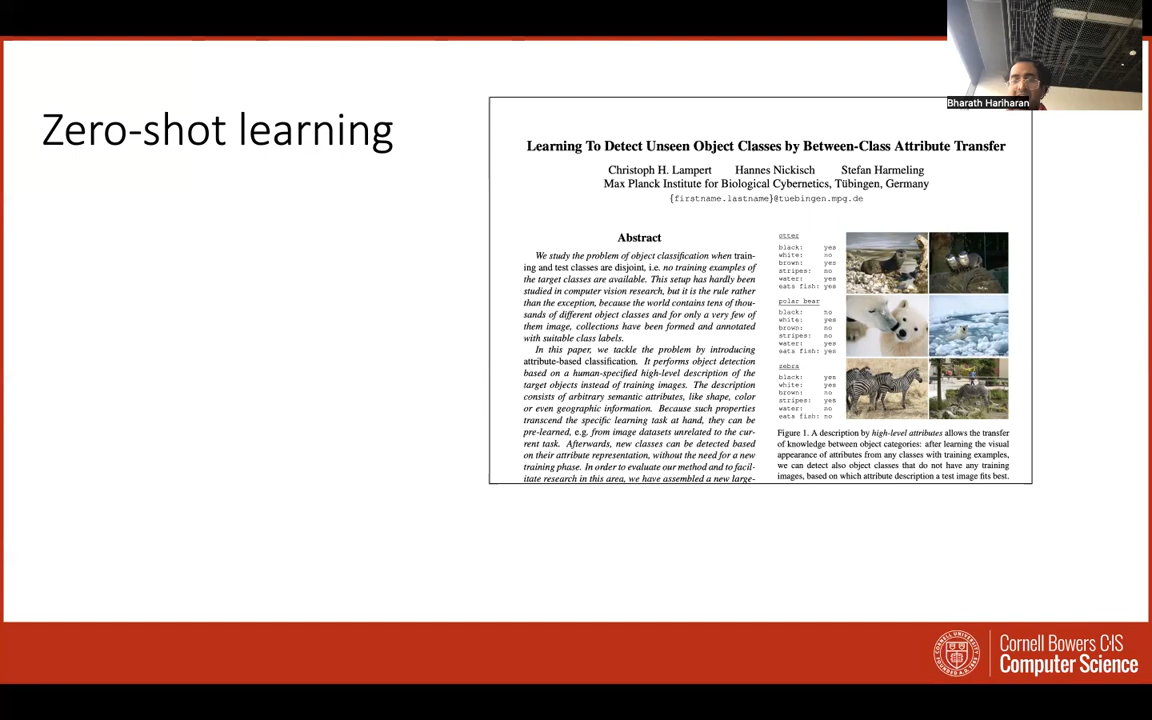 Bharath Hariharan
Zero-shot learning
Learning To Detect Unseen Object Classes by Between-Class Attribute Transfer
Christoph H. Lampert Hannes Nickisch Stefan Harmeling
Max Planck Institute for Biological Cybernetics, Tübingen, Germany
{firstname.lastname}@tuebingen.mpg.de
Abstract
We study the problem of object classification when train-
ing and test classes are disjoint, i.e. no training examples of
the target classes are available. This setup has hardly been
studied in computer vision research, but it is the rule rather
than the exception, because the world contains tens of thou-
sands of different object classes and for only a very few of
them image, collections have been formed and annotated
with suitable class labels.
In this paper, we tackle the problem by introducing
attribute-based classification. It performs object detection
based on a human-specified high-level description of the
target objects instead of training images. The description
consists of arbitrary semantic attributes, like shape, color
or even geographic information. Because such properties
transcend the specific learning task at hand, they can be
pre-learned, e.g. from image datasets unrelated to the cur-
rent task. Afterwards, new classes can be detected based
on their attribute representation, without the need for a new
training phase. In order to evaluate our method and to facil-
itate research in this area, we have assembled a new large-
otter
black: yes
white: no
brown: yes
stripes: no
water: yes
eats fish: yes
polar bear
black: no
white: yes
brown: no
stripes: no
water: yes
eats fish: yes
zebra
black: yes
white: yes
brown: no
stripes: yes
water: no
eats fish: no
Figure 1. A description by high-level attributes allows the transfer
of knowledge between object categories: after learning the visual
appearance of attributes from any classes with training examples,
we can detect also object classes that do not have any training
images, based on which attribute description a test image fits best.
Cornell Bowers CIS
Computer Science